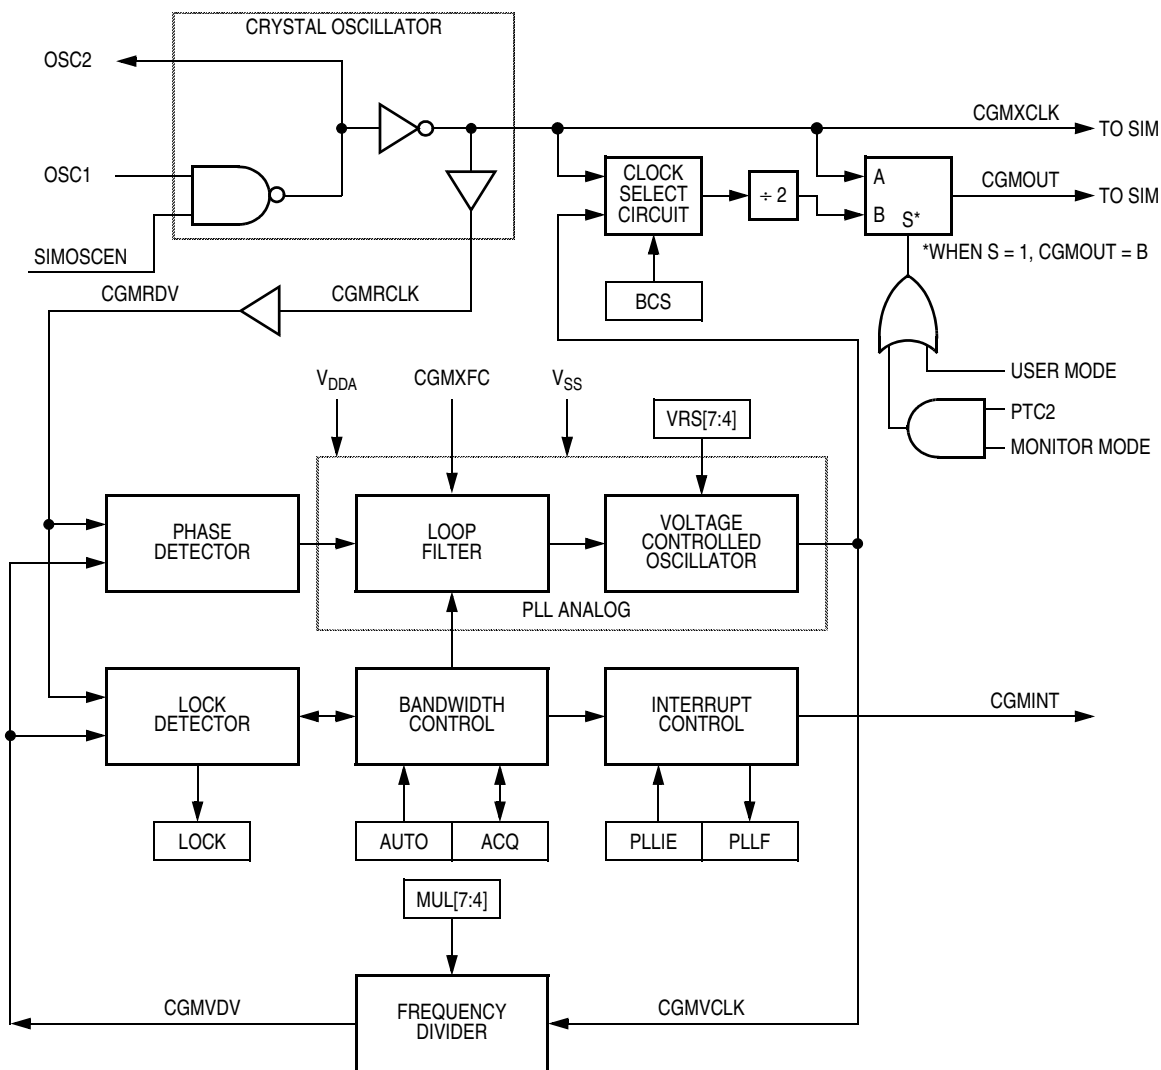 CRYSTAL OSCILLATOR
OSC2
CGMXCLK
TO SIM
OSC1
CLOCK
SELECT
CIRCUIT
÷ 2
A
B
S*
CGMOUT
TO SIM
SIMOSCEN
*WHEN S = 1, CGMOUT = B
CGMRDV
CGMRCLK
BCS
VDDA
CGMXFC
VSS
USER MODE
VRS[7:4]
PTC2
MONITOR MODE
PHASE
DETECTOR
LOOP
FILTER
VOLTAGE
CONTROLLED
OSCILLATOR
PLL ANALOG
LOCK
DETECTOR
BANDWIDTH
CONTROL
INTERRUPT
CONTROL
CGMINT
LOCK
AUTO
ACQ
PLLIE
PLLF
MUL[7:4]
CGMVDV
FREQUENCY
DIVIDER
CGMVCLK